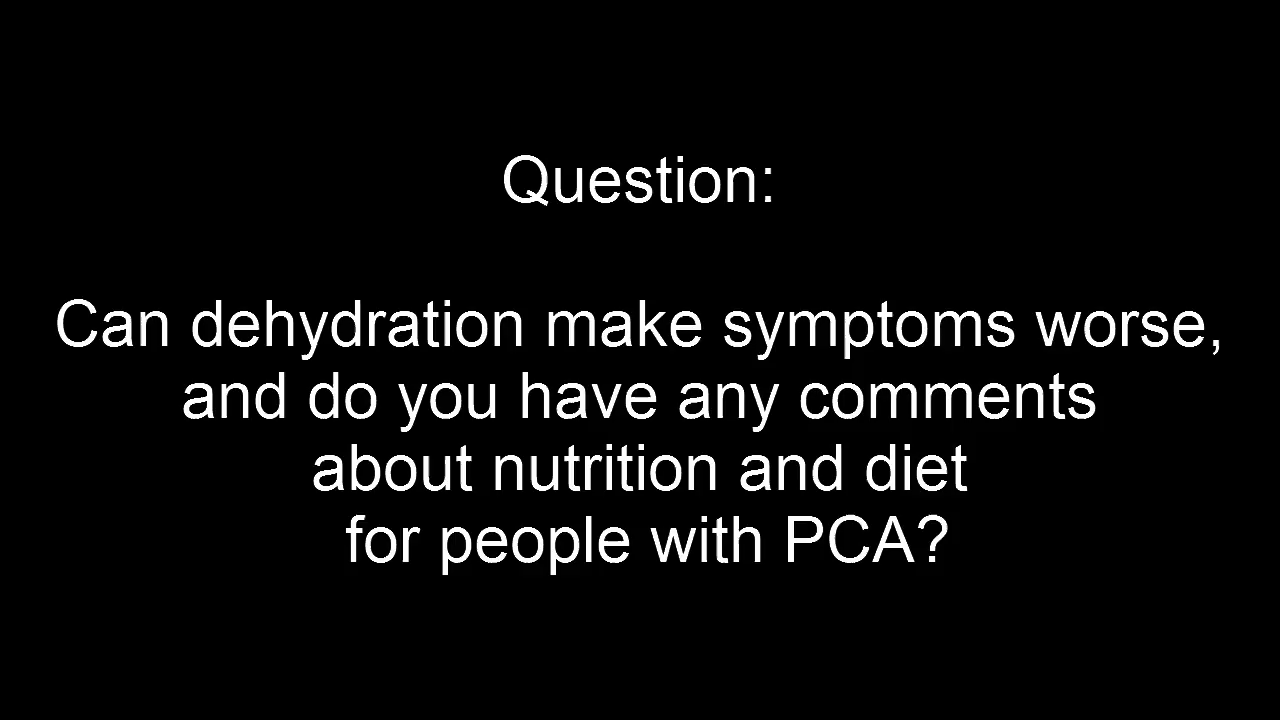 Question:
Can dehydration make symptoms worse,
and do you have any comments
about nutrition and diet
for people with PCA?